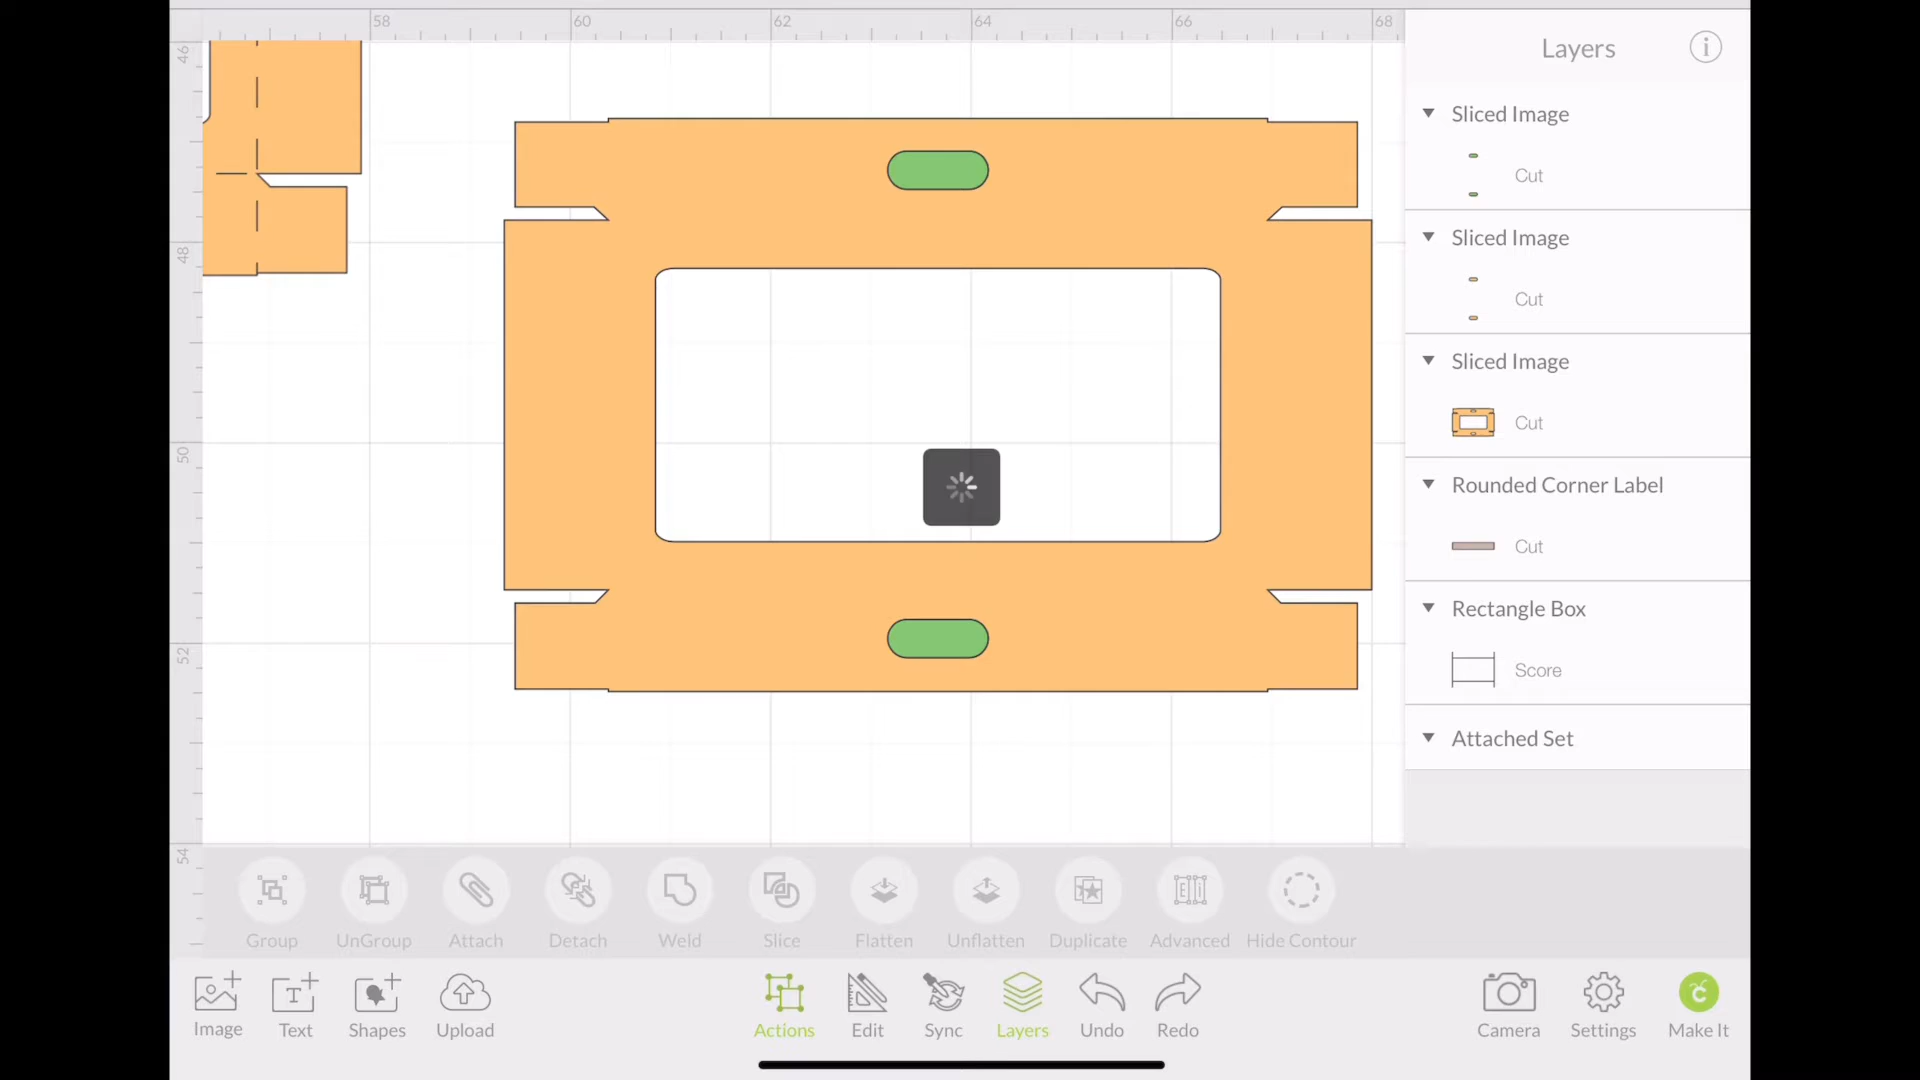 58 60 62 64 66 68
46
48
50
52
54
Layers
i
Sliced Image
Cut
Sliced Image
Cut
Sliced Image
Cut
Rounded Corner Label
Cut
Rectangle Box
Score
Attached Set
Group UnGroup Attach Detach Weld Slice Flatten Unflatten Duplicate Advanced Hide Contour
Image Text Shapes Upload Actions Edit Sync Layers Undo Redo Camera Settings Make It